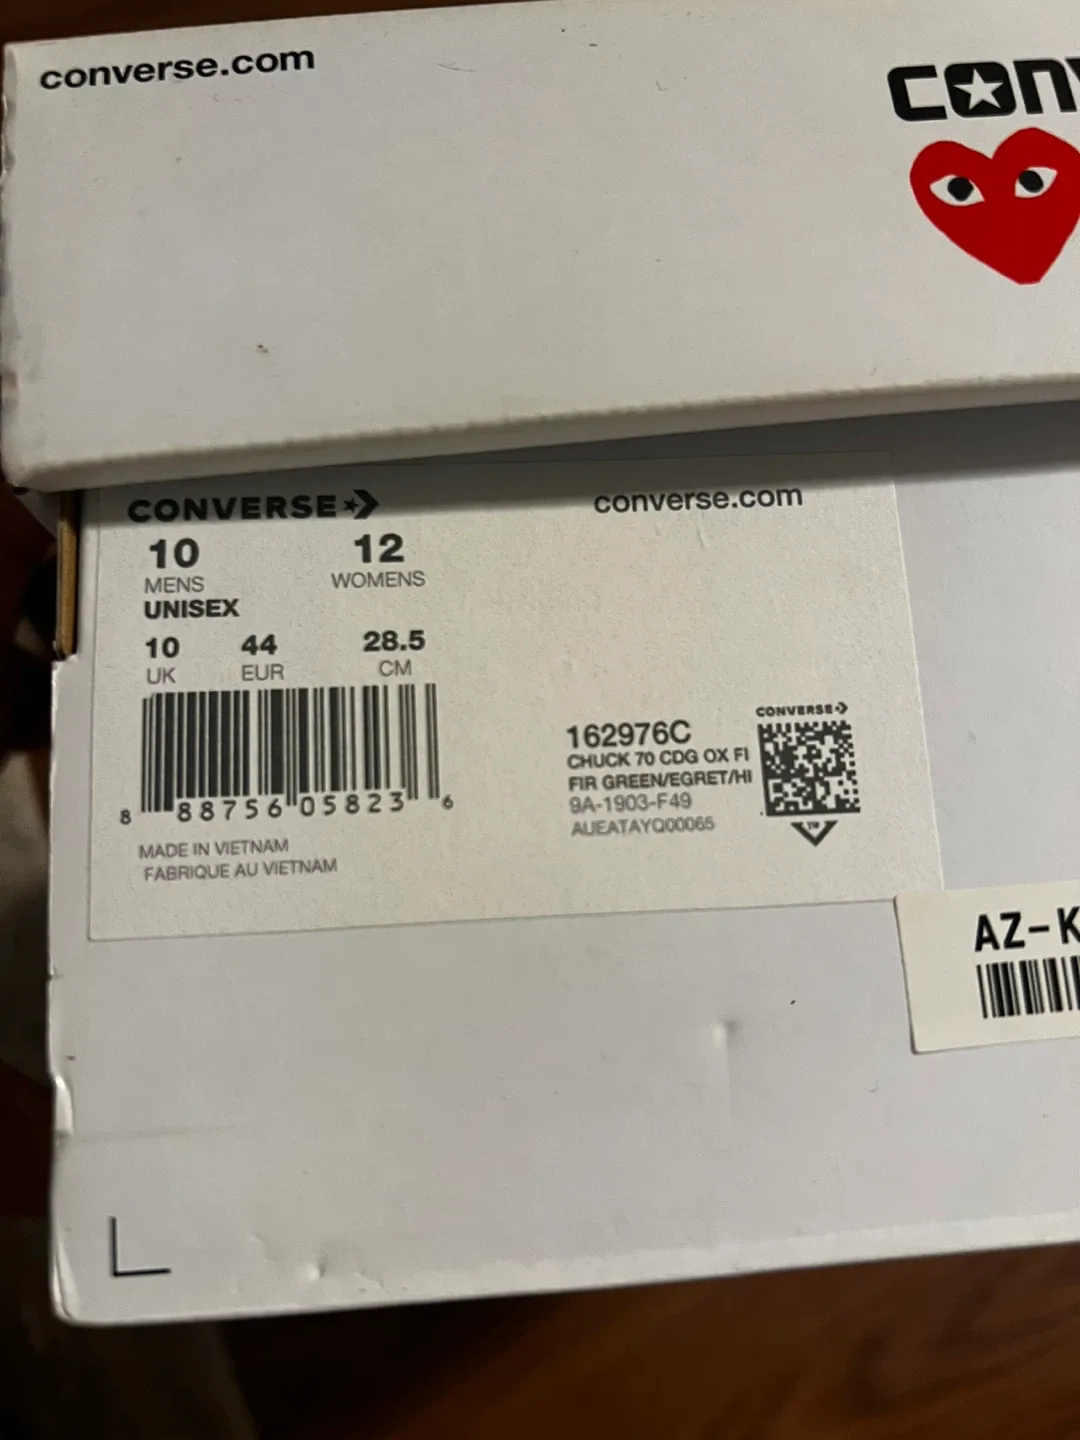 converse.com
CONV
CONVERSE
converse.com
10 12
MENS WOMENS
UNISEX
10 44 28.5
UK EUR CM
CONVERSE
162976C
CHUCK 70 CDG OX FI
FIR GREEN/EGRET/HI
9A-1903-F49
AUEATAYQ00065
TM
8 88756 05823 6
MADE IN VIETNAM
FABRIQUE AU VIETNAM
AZ-K